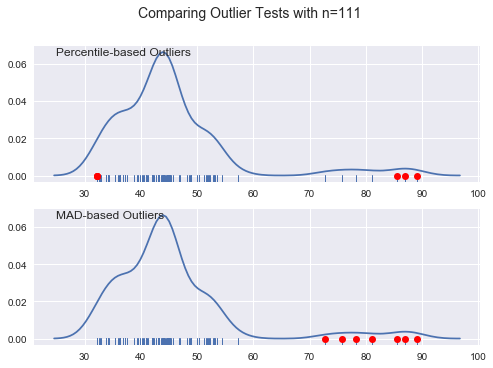 Comparing Outlier Tests with n=111
Percentile-based Outliers
0.06
0.04
0.02
0.00
30 40 50 60 70 80 90 100
MAD-based Outliers
0.06
0.04
0.02
0.00
30 40 50 60 70 80 90 100